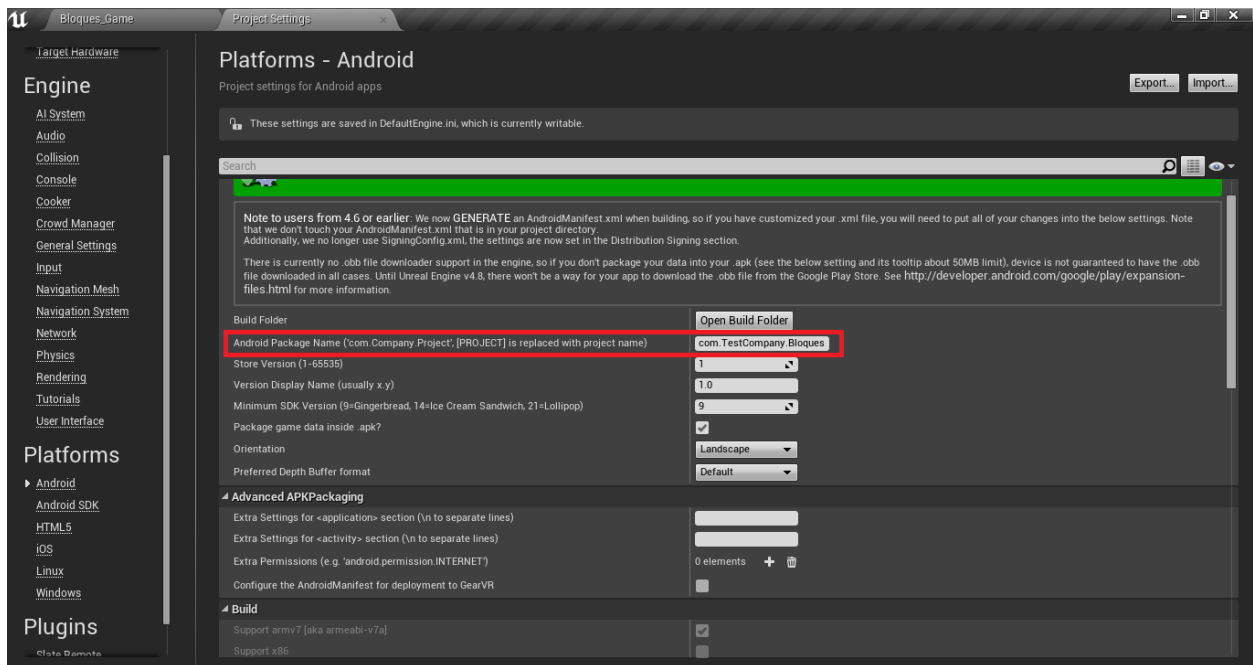 Bloques_Game
Project Settings
Target Hardware
Engine
AI System
Audio
Collision
Console
Cooker
Crowd Manager
General Settings
Input
Navigation Mesh
Navigation System
Network
Physics
Rendering
Tutorials
User Interface
Platforms
Android
Android SDK
HTML5
iOS
Linux
Windows
Plugins
Slate Remote
Platforms - Android
Project settings for Android apps
Export...
Import...
These settings are saved in DefaultEngine.ini, which is currently writable.
Search
Note to users from 4.6 or earlier: We now GENERATE an AndroidManifest.xml when building, so if you have customized your .xml file, you will need to put all of your changes into the below settings. Note
that we don't touch your AndroidManifest.xml that is in your project directory.
Additionally, we no longer use SigningConfig.xml, the settings are now set in the Distribution Signing section.
There is currently no .obb file downloader support in the engine, so if you don't package your data into your .apk (see the below setting and its tooltip about 50MB limit), device is not guaranteed to have the .obb
file downloaded in all cases. Until Unreal Engine v4.8, there won't be a way for your app to download the .obb file from the Google Play Store. See http://developer.android.com/google/play/expansion-
files.html for more information.
Build Folder
Open Build Folder
Android Package Name ('com.Company.Project', [PROJECT] is replaced with project name)
com.TestCompany.Bloques
Store Version (1-65535)
1
Version Display Name (usually x.y)
1.0
Minimum SDK Version (9=Gingerbread, 14=Ice Cream Sandwich, 21=Lollipop)
9
Package game data inside .apk?
Orientation
Landscape
Preferred Depth Buffer format
Default
Advanced APKPackaging
Extra Settings for <application> section (\n to separate lines)
Extra Settings for <activity> section (\n to separate lines)
Extra Permissions (e.g. 'android.permission.INTERNET')
0 elements
Configure the AndroidManifest for deployment to GearVR
Build
Support armv7 [aka armeabi-v7a]
Support x86